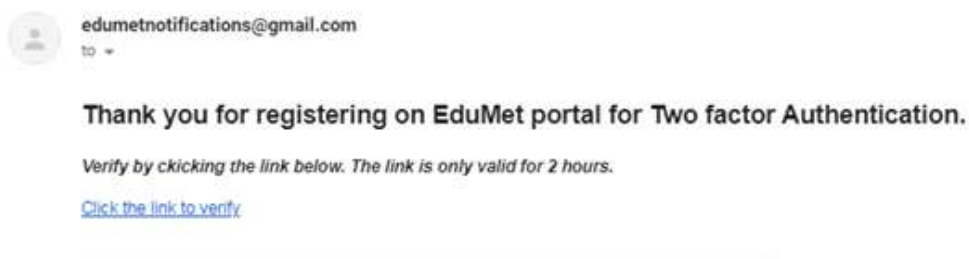 edumetnotifications@gmail.com
to
Thank you for registering on EduMet portal for Two factor Authentication.
Verify by ckicking the link below. The link is only valid for 2 hours.
Click the link to verify